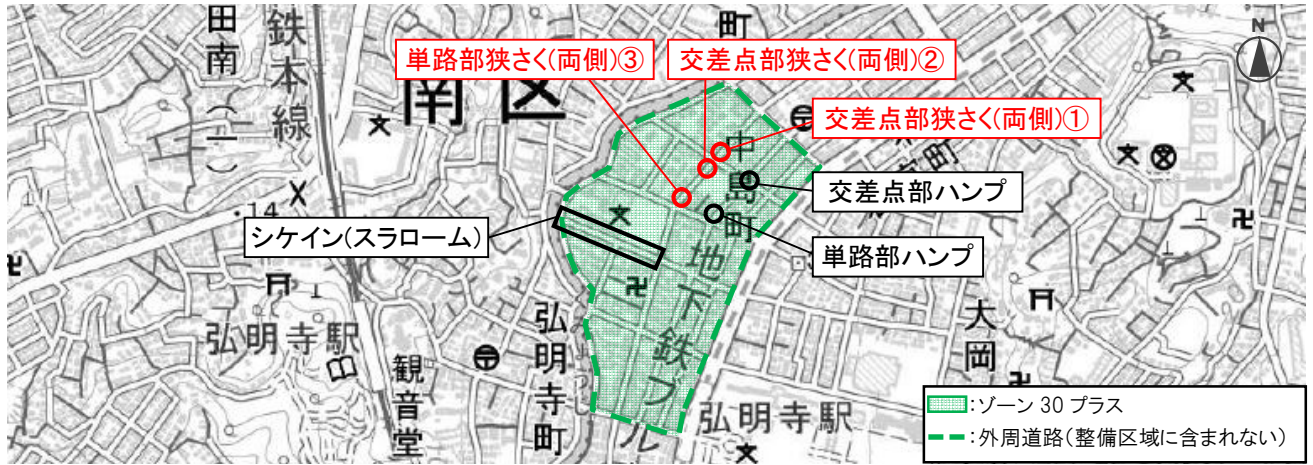 単路部狭さく(両側)③
交差点部狭さく(両側)②
交差点部狭さく(両側)①
交差点部ハンプ
単路部ハンプ
シケイン(スラローム)
N
田南(一)
鉄本線
南区
町
中島町
地下鉄ブルー
14
弘明寺駅
観音堂
弘明寺町
弘明寺駅
大岡
:ゾーン 30 プラス
:外周道路(整備区域に含まれない)